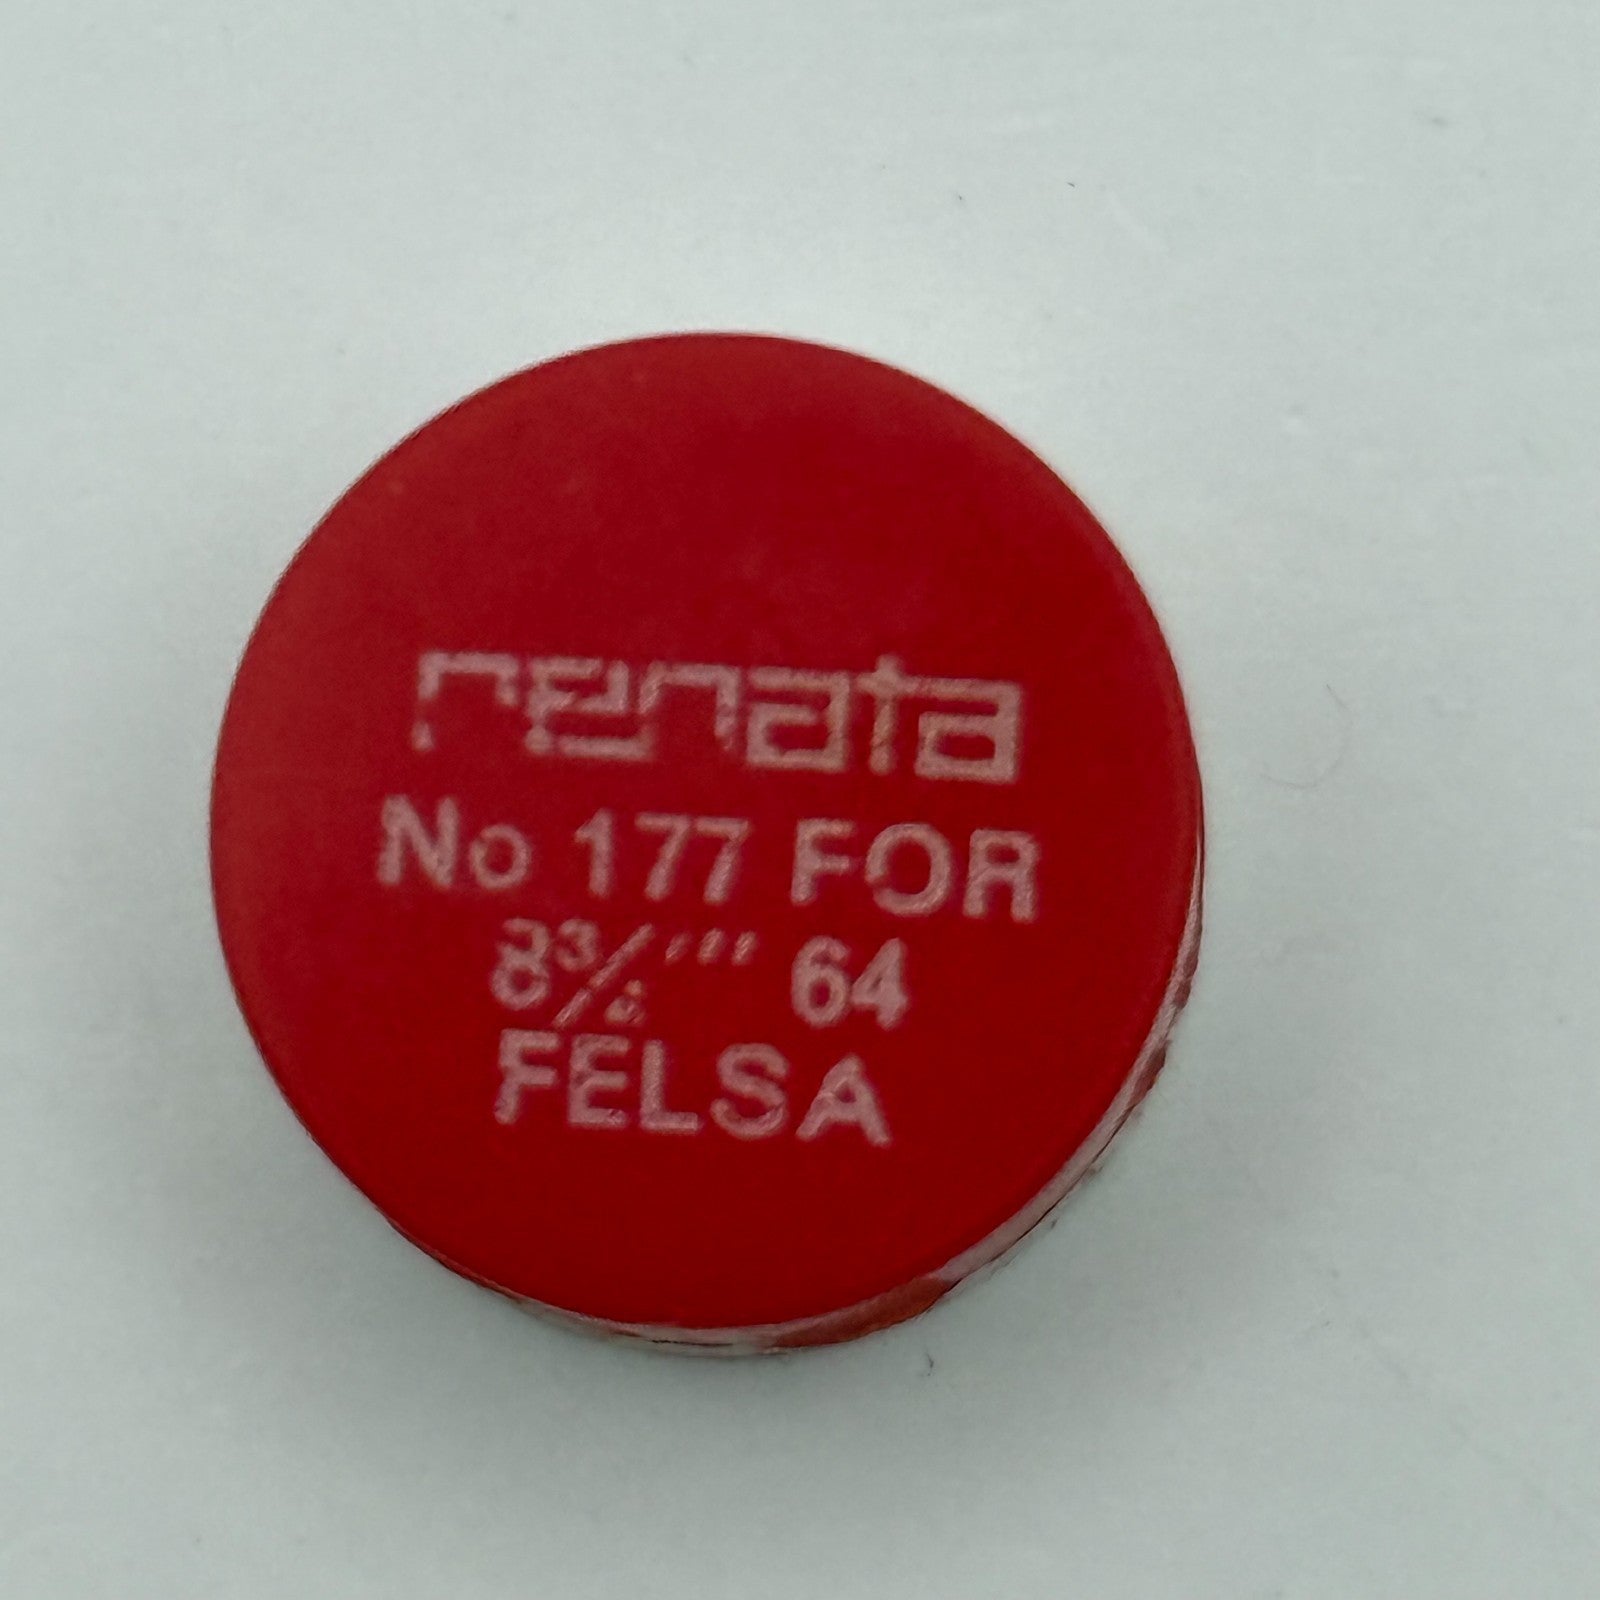 renata
No 177 FOR
8¾''' 64
FELSA